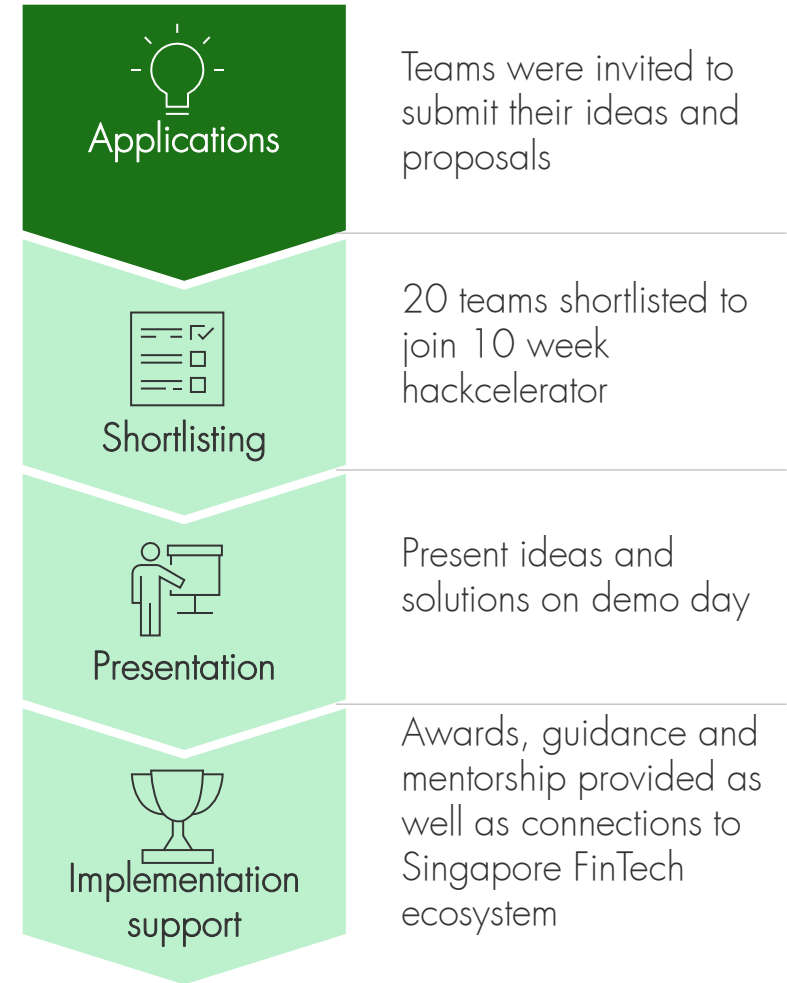 Applications
Teams were invited to
submit their ideas and
proposals
Shortlisting
20 teams shortlisted to
join 10 week
hackcelerator
Presentation
Present ideas and
solutions on demo day
Implementation
support
Awards, guidance and
mentorship provided as
well as connections to
Singapore FinTech
ecosystem